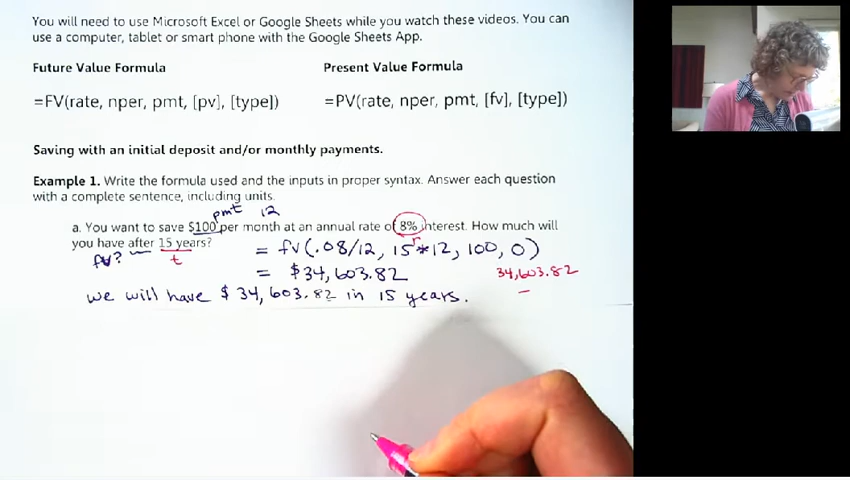 You will need to use Microsoft Excel or Google Sheets while you watch these videos. You can
use a computer, tablet or smart phone with the Google Sheets App.
Future Value Formula Present Value Formula
=FV(rate, nper, pmt, [pv], [type]) =PV(rate, nper, pmt, [fv], [type])
Saving with an initial deposit and/or monthly payments.
Example 1. Write the formula used and the inputs in proper syntax. Answer each question
with a complete sentence, including units.
pmt 12
a. You want to save $100 per month at an annual rate of 8% interest. How much will
you have after 15 years? = fv(.08/12, 15*12, 100, 0)
r
fv? t = $34,603.82 34,603.82
we will have $34,603.82 in 15 years. –